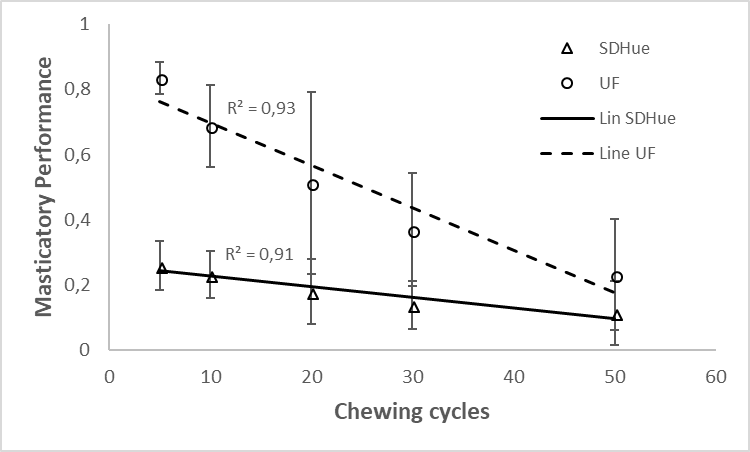 Masticatory Performance
1
0,8
0,6
0,4
0,2
0
R² = 0,93
R² = 0,91
SDHue
UF
Lin SDHue
Line UF
0 10 20 30 40 50 60
Chewing cycles